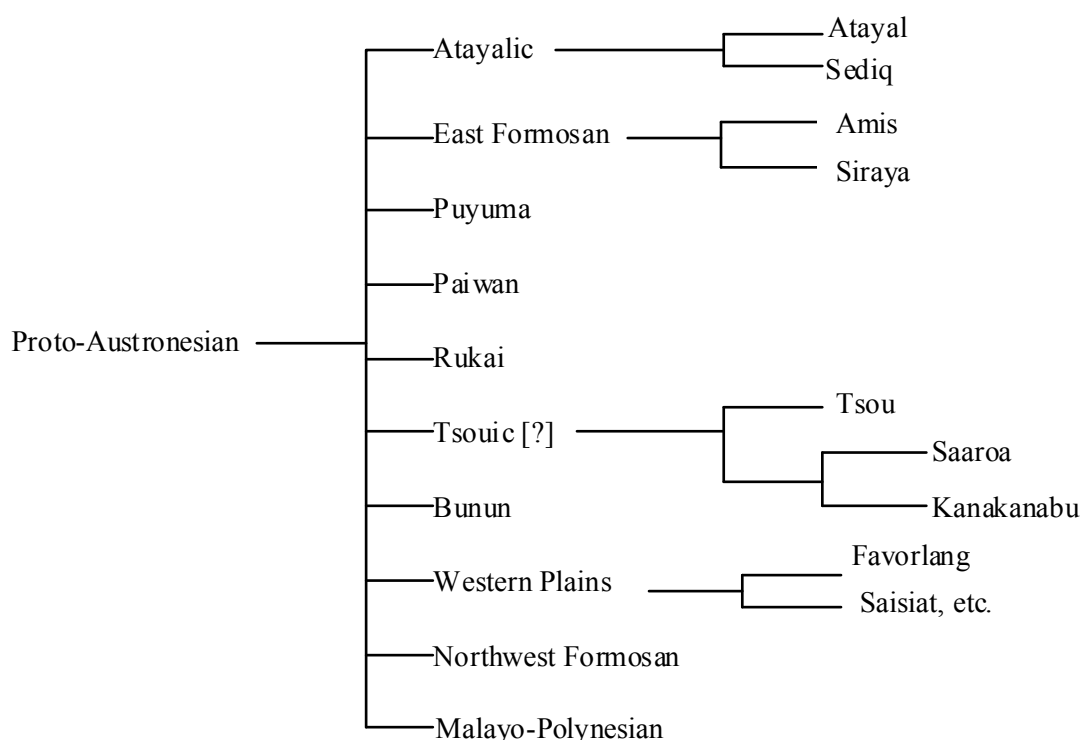 Atayal
Atayalic
Sediq
Amis
East Formosan
Siraya
Puyuma
Paiwan
Proto-Austronesian
Rukai
Tsou
Tsouic [?]
Saaroa
Bunun
Kanakanabu
Favorlang
Western Plains
Saisiat, etc.
Northwest Formosan
Malayo-Polynesian